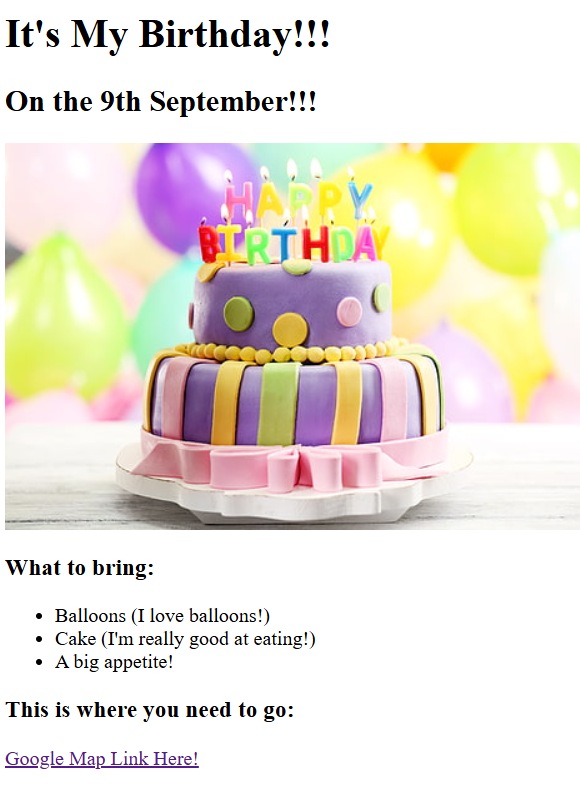 It's My Birthday!!!
On the 9th September!!!
HAPPY
BIRTHDAY
What to bring:
Balloons (I love balloons!)
Cake (I'm really good at eating!)
A big appetite!
This is where you need to go:
Google Map Link Here!